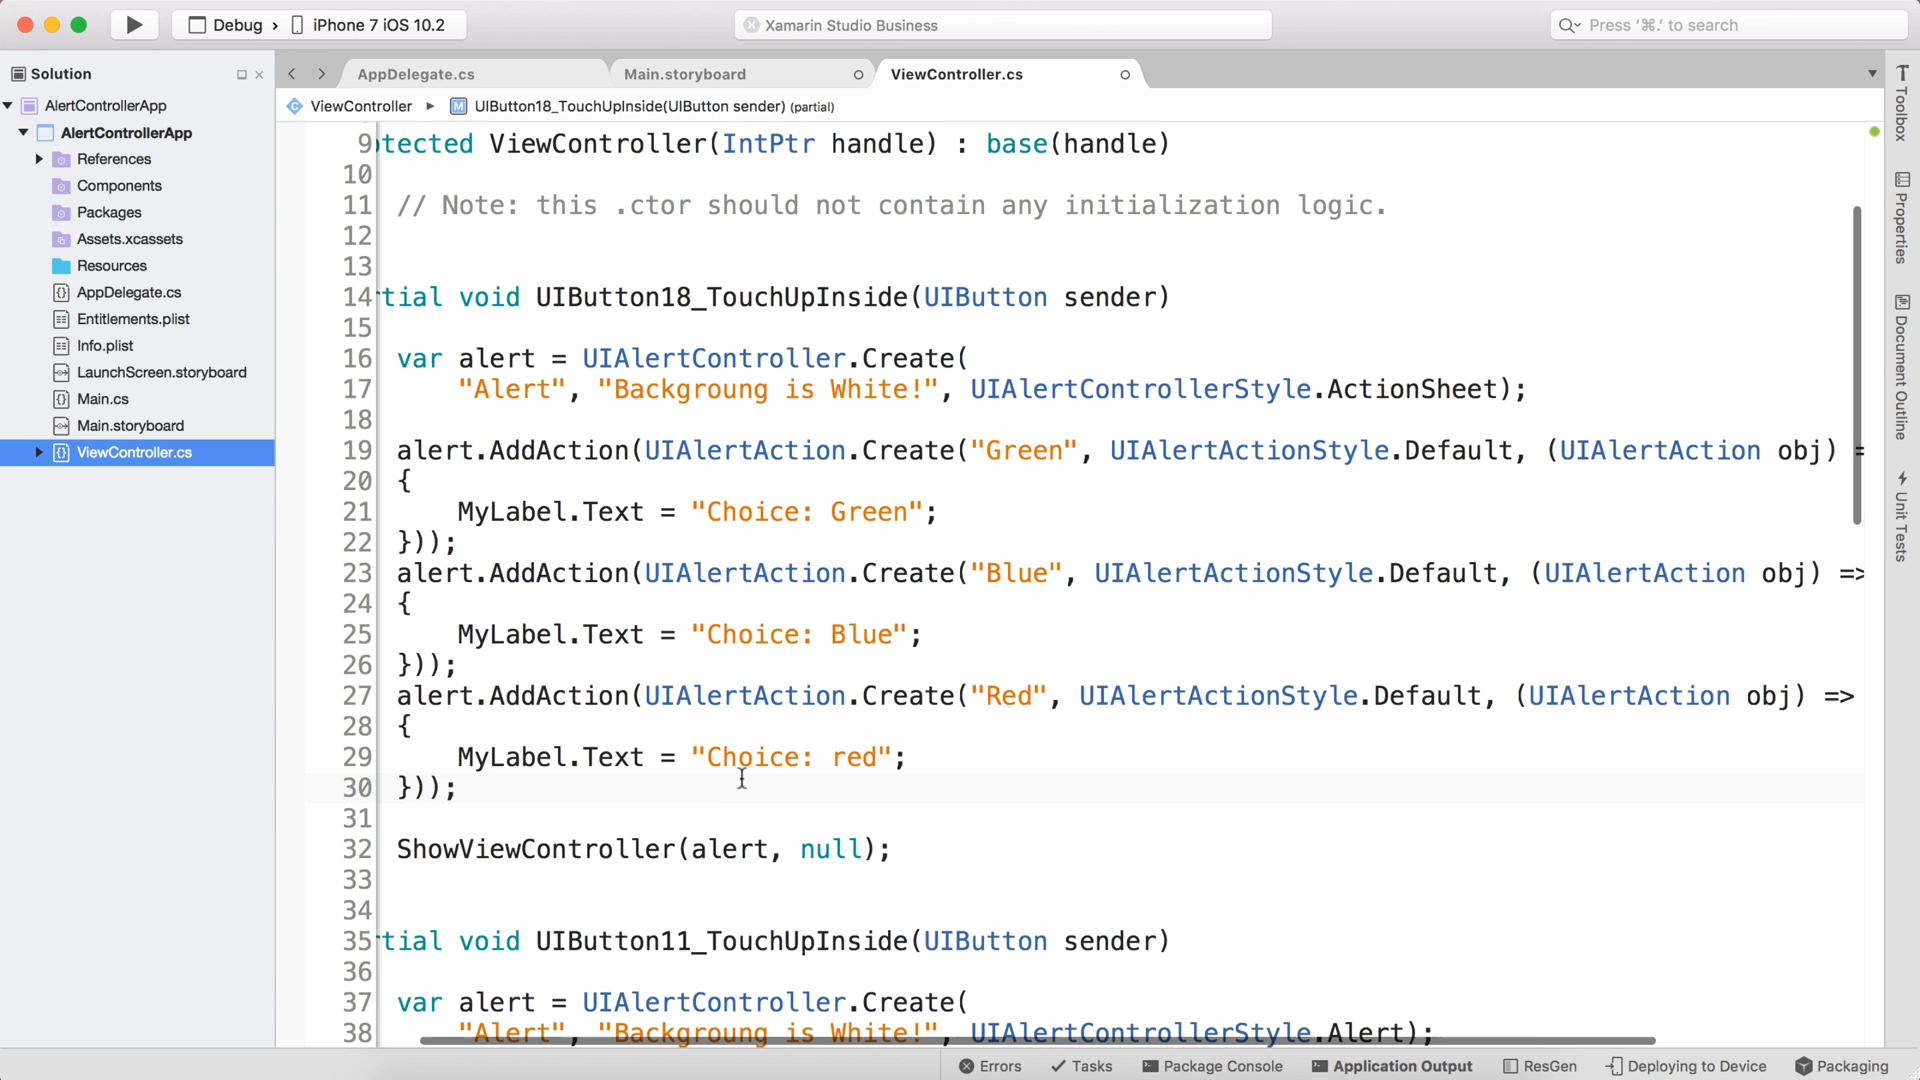 Debug > iPhone 7 iOS 10.2
Xamarin Studio Business
Press ‘⌘.’ to search
Solution
AlertControllerApp
AlertControllerApp
References
Components
Packages
Assets.xcassets
Resources
AppDelegate.cs
Entitlements.plist
Info.plist
LaunchScreen.storyboard
Main.cs
Main.storyboard
ViewController.cs
AppDelegate.cs
Main.storyboard
ViewController.cs
ViewController
UIButton18_TouchUpInside(UIButton sender) (partial)
9 tected ViewController(IntPtr handle) : base(handle)
10
11 // Note: this .ctor should not contain any initialization logic.
12
13
14 tial void UIButton18_TouchUpInside(UIButton sender)
15
16 var alert = UIAlertController.Create(
17 "Alert", "Backgroung is White!", UIAlertControllerStyle.ActionSheet);
18
19 alert.AddAction(UIAlertAction.Create("Green", UIAlertActionStyle.Default, (UIAlertAction obj) =
20 {
21 MyLabel.Text = "Choice: Green";
22 }));
23 alert.AddAction(UIAlertAction.Create("Blue", UIAlertActionStyle.Default, (UIAlertAction obj) =>
24 {
25 MyLabel.Text = "Choice: Blue";
26 }));
27 alert.AddAction(UIAlertAction.Create("Red", UIAlertActionStyle.Default, (UIAlertAction obj) =>
28 {
29 MyLabel.Text = "Choice: red";
30 }));
31
32 ShowViewController(alert, null);
33
34
35 tial void UIButton11_TouchUpInside(UIButton sender)
36
37 var alert = UIAlertController.Create(
38 "Alert", "Backgroung is White!", UIAlertControllerStyle.Alert);
Toolbox
Properties
Document Outline
Unit Tests
Errors
Tasks
Package Console
Application Output
ResGen
Deploying to Device
Packaging